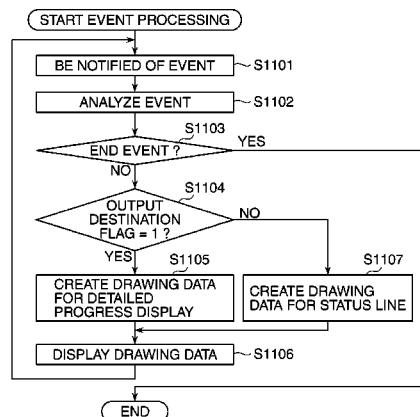 START EVENT PROCESSING
BE NOTIFIED OF EVENT
S1101
ANALYZE EVENT
S1102
S1103
END EVENT ?
YES
NO
S1104
OUTPUT
DESTINATION
FLAG = 1 ?
NO
YES
S1105
CREATE DRAWING DATA
FOR DETAILED
PROGRESS DISPLAY
S1107
CREATE DRAWING
DATA FOR STATUS LINE
DISPLAY DRAWING DATA
S1106
END